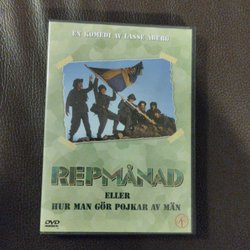 EN KOMEDI AV LASSE ÅBERG
REPMÅNAD
ELLER
HUR MAN GÖR POJKAR AV MÄN
DVD